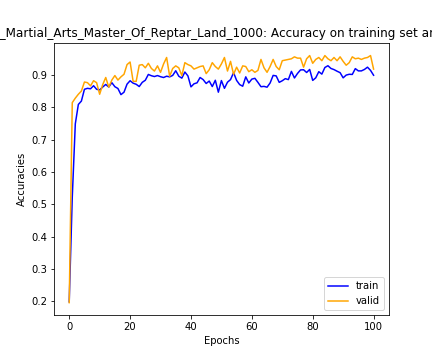 _Martial_Arts_Master_Of_Reptar_Land_1000: Accuracy on training set
Accuracies
0.9
0.8
0.7
0.6
0.5
0.4
0.3
0.2
0 20 40 60 80 100
Epochs
train
valid